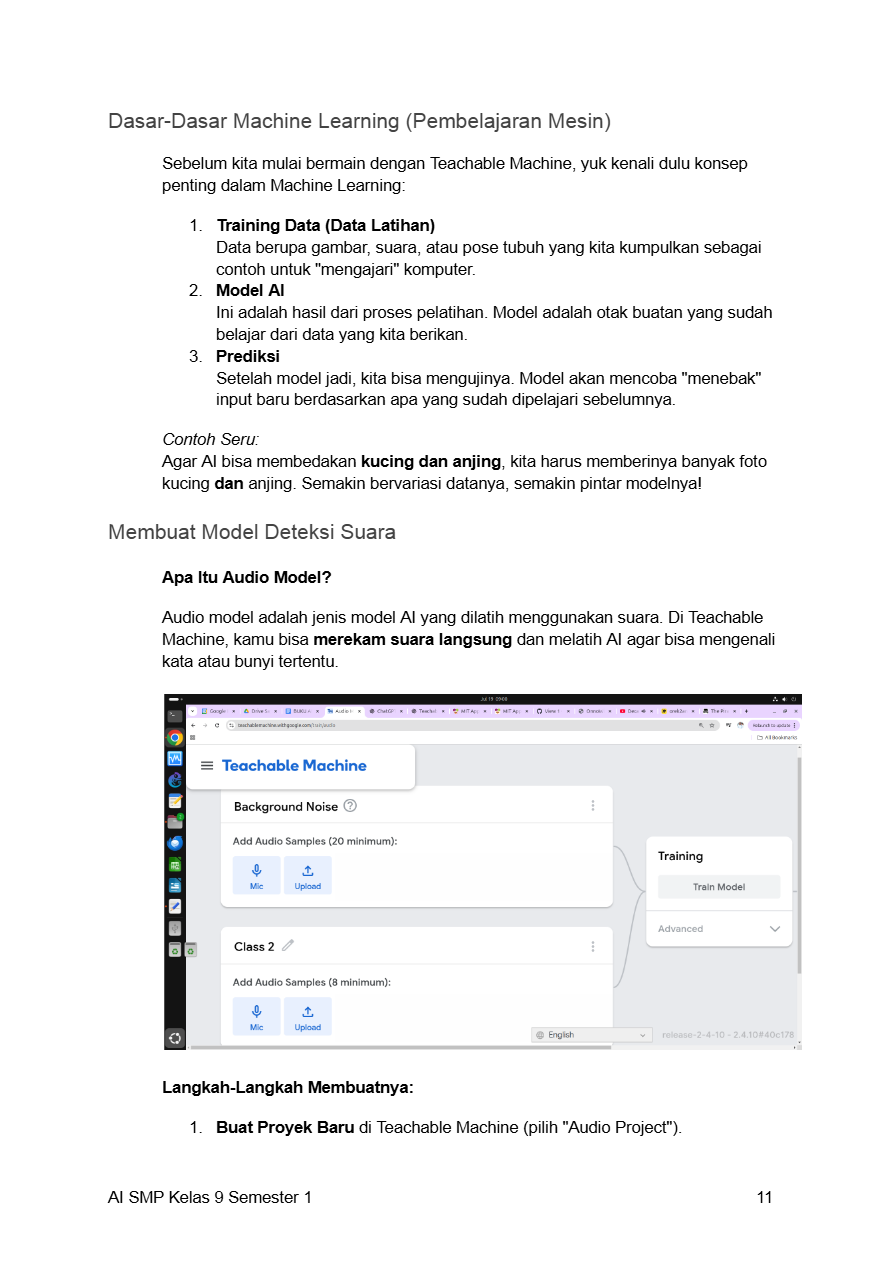 Dasar-Dasar Machine Learning (Pembelajaran Mesin)
Sebelum kita mulai bermain dengan Teachable Machine, yuk kenali dulu konsep
penting dalam Machine Learning:
1. Training Data (Data Latihan)
Data berupa gambar, suara, atau pose tubuh yang kita kumpulkan sebagai
contoh untuk "mengajari" komputer.
2. Model AI
Ini adalah hasil dari proses pelatihan. Model adalah otak buatan yang sudah
belajar dari data yang kita berikan.
3. Prediksi
Setelah model jadi, kita bisa mengujinya. Model akan mencoba "menebak"
input baru berdasarkan apa yang sudah dipelajari sebelumnya.
Contoh Seru:
Agar AI bisa membedakan kucing dan anjing, kita harus memberinya banyak foto
kucing dan anjing. Semakin bervariasi datanya, semakin pintar modelnya!
Membuat Model Deteksi Suara
Apa Itu Audio Model?
Audio model adalah jenis model AI yang dilatih menggunakan suara. Di Teachable
Machine, kamu bisa merekam suara langsung dan melatih AI agar bisa mengenali
kata atau bunyi tertentu.
teachablemachine.withgoogle.com/train/audio
All Bookmarks
Teachable Machine
Background Noise
Add Audio Samples (20 minimum):
Mic Upload
Training
Train Model
Advanced
Class 2
Add Audio Samples (8 minimum):
Mic Upload
English
release-2-4-10 - 2.4.10#40c178
Langkah-Langkah Membuatnya:
1. Buat Proyek Baru di Teachable Machine (pilih "Audio Project").
AI SMP Kelas 9 Semester 1 11